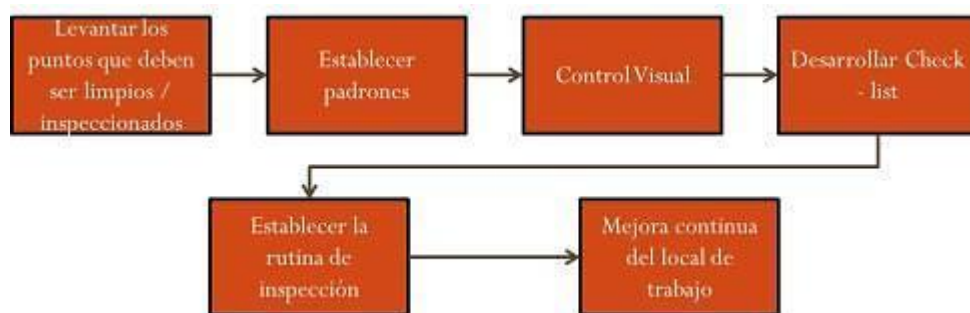 Levantar los
puntos que deben
ser limpios /
inspeccionados
Establecer
padrones
Control Visual
Desarrollar Check
- list
Establecer la
rutina de
inspección
Mejora continua
del local de
trabajo